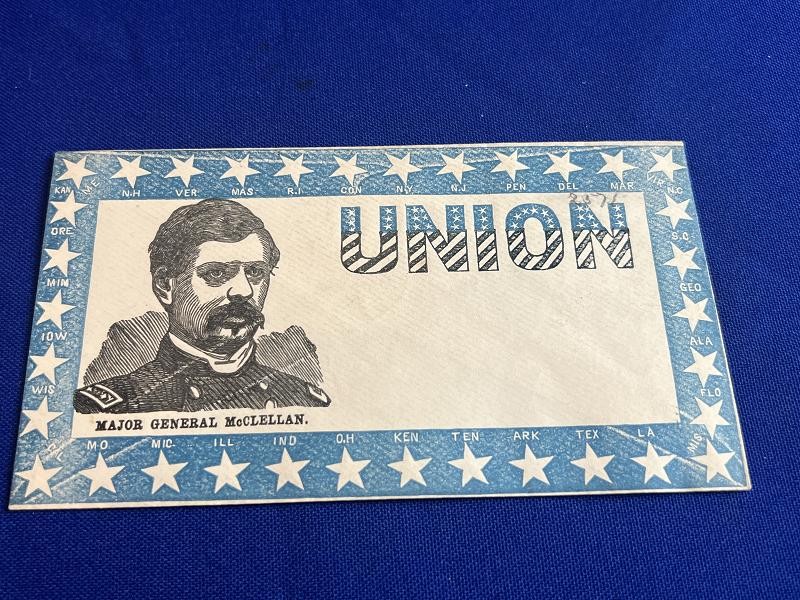 KAN M.E N.H VER MAS R.I CON N.Y. N.J PEN DEL MAR N.C
UNION
ORE
MIN
IOW
WIS
S.C
GEO
ALA
FLO
MIS
MAJOR GENERAL McCLELLAN.
MO MIC. ILL IND O.H KEN TEN ARK TEX LA